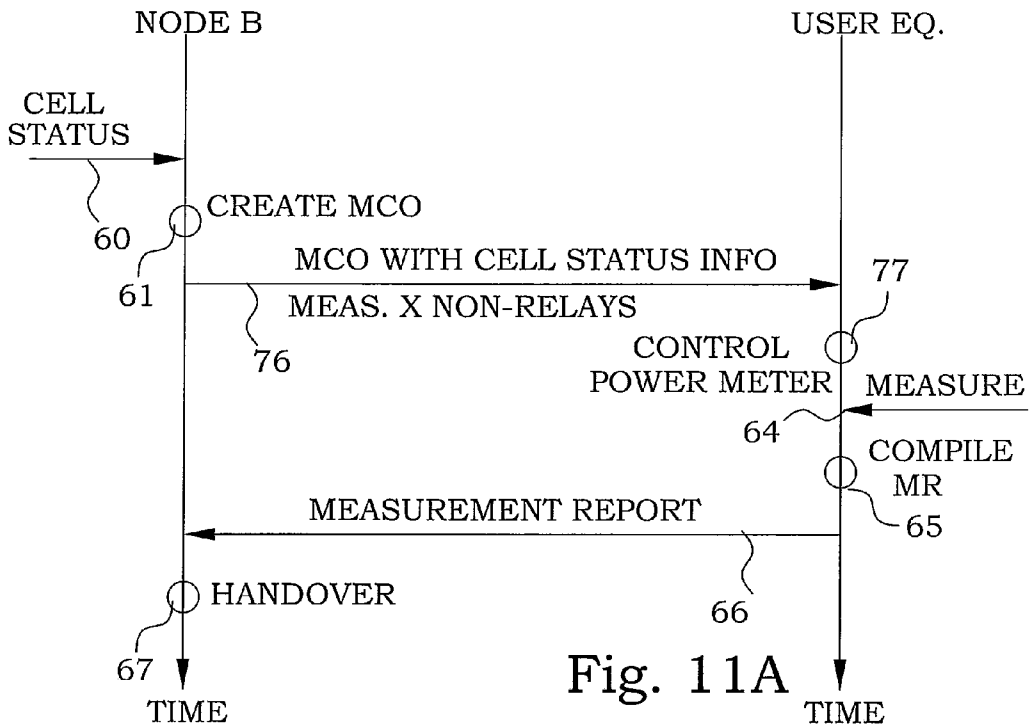 NODE B
USER EQ.
CELL
STATUS
60
CREATE MCO
61
MCO WITH CELL STATUS INFO
MEAS. X NON-RELAYS
76
77
CONTROL
POWER METER
MEASURE
64
COMPILE
MR
65
MEASUREMENT REPORT
66
HANDOVER
67
Fig. 11A
TIME
TIME